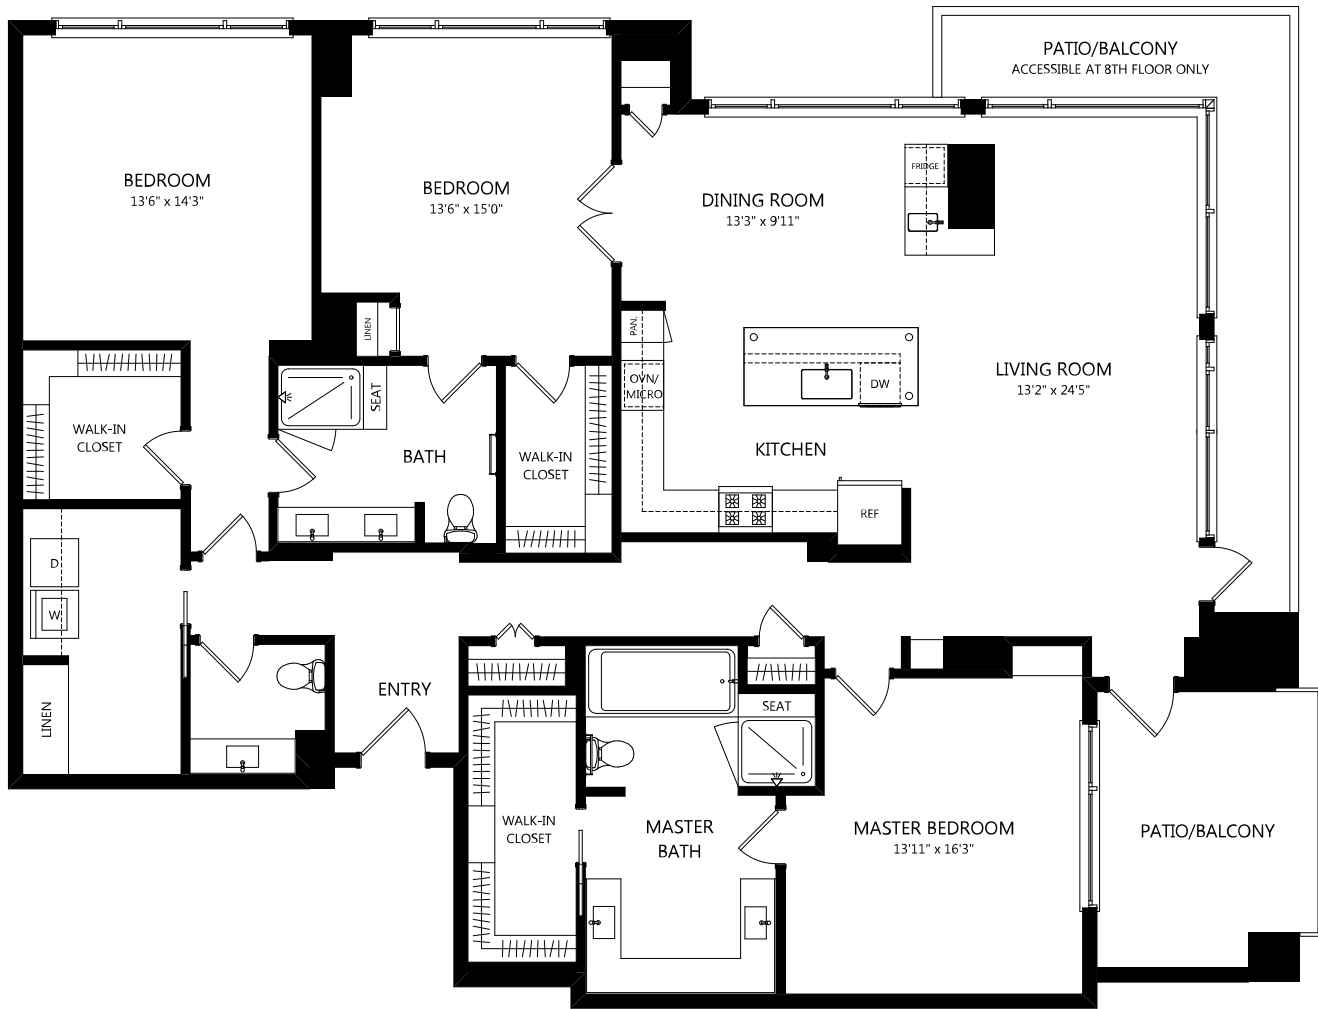 PATIO/BALCONY
ACCESSIBLE AT 8TH FLOOR ONLY
BEDROOM
13'6" x 14'3"
BEDROOM
13'6" x 15'0"
DINING ROOM
13'3" x 9'11"
FRIDGE
LINEN
PAN.
OVN/
MICRO
DW
LIVING ROOM
13'2" x 24'5"
SEAT
WALK-IN
CLOSET
BATH
WALK-IN
CLOSET
KITCHEN
REF
D
W
LINEN
ENTRY
SEAT
WALK-IN
CLOSET
MASTER
BATH
MASTER BEDROOM
13'11" x 16'3"
PATIO/BALCONY